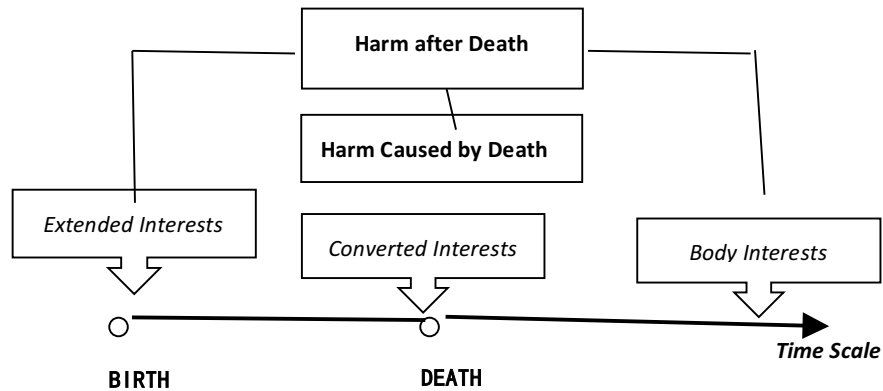 Harm after Death
Harm Caused by Death
Extended Interests
Converted Interests
Body Interests
Time Scale
BIRTH
DEATH